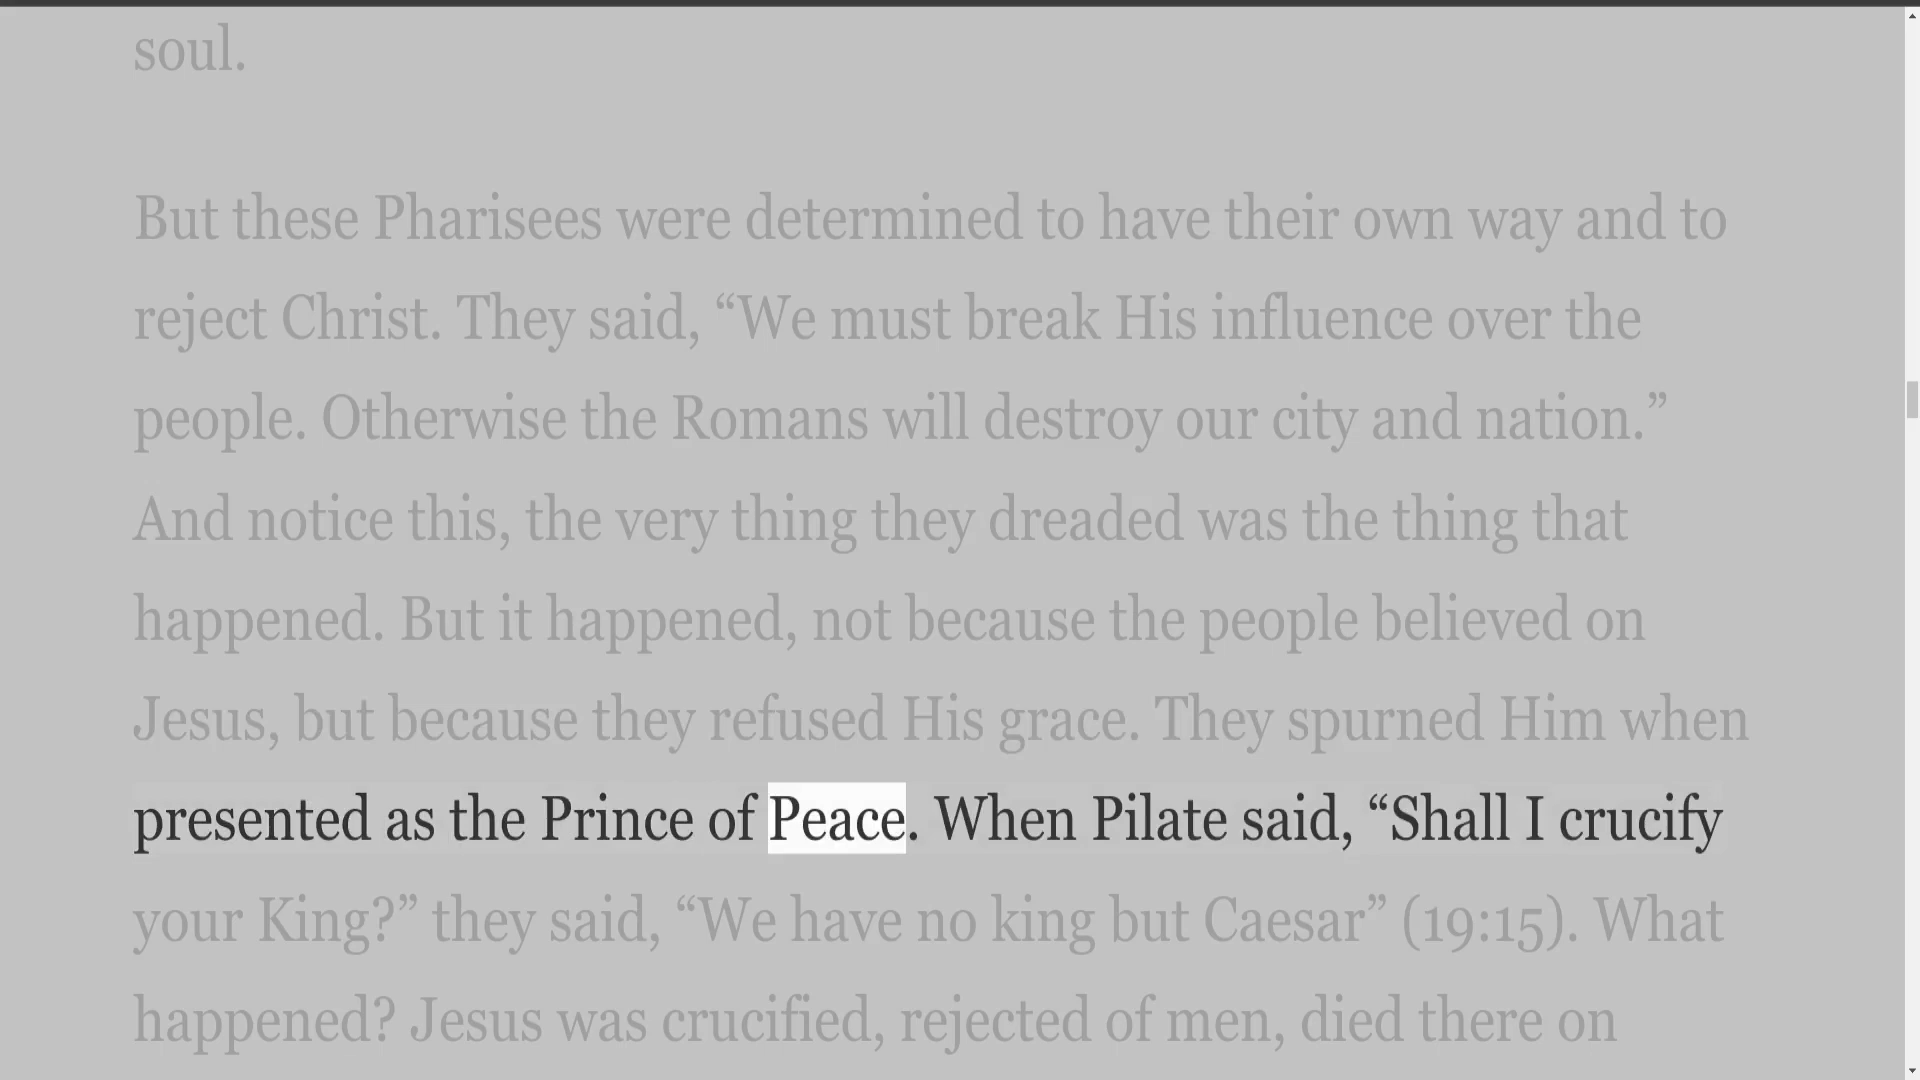 soul.
But these Pharisees were determined to have their own way and to
reject Christ. They said, “We must break His influence over the
people. Otherwise the Romans will destroy our city and nation.”
And notice this, the very thing they dreaded was the thing that
happened. But it happened, not because the people believed on
Jesus, but because they refused His grace. They spurned Him when
presented as the Prince of Peace. When Pilate said, “Shall I crucify
your King?” they said, “We have no king but Caesar” (19:15). What
happened? Jesus was crucified, rejected of men, died there on